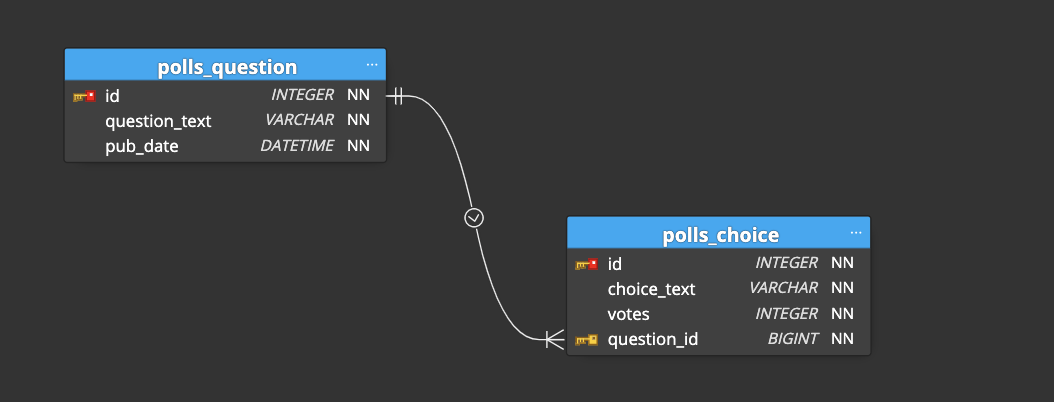 polls_question ...
id INTEGER NN
question_text VARCHAR NN
pub_date DATETIME NN
polls_choice ...
id INTEGER NN
choice_text VARCHAR NN
votes INTEGER NN
question_id BIGINT NN